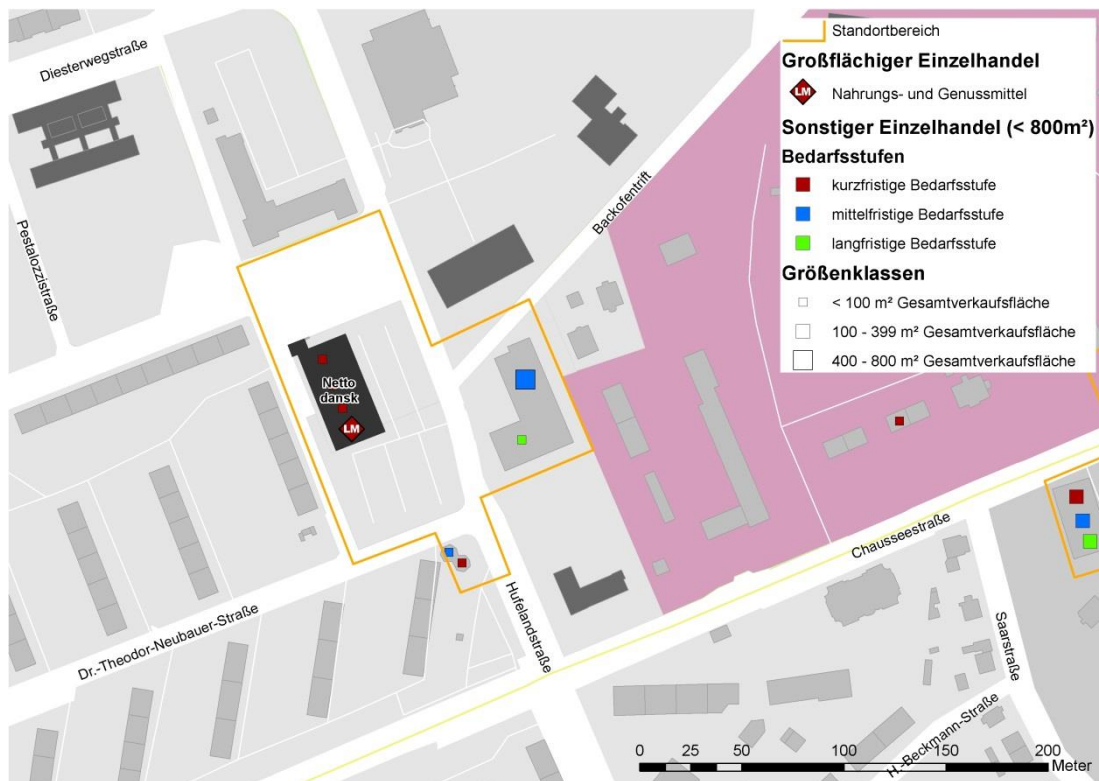 Diesterwegstraße
Pestalozzistraße
Backofentrift
Netto
dansk
LM
Dr.-Theodor-Neubauer-Straße
Hufelandstraße
Chausseestraße
Saarstraße
H.-Beckmann-Straße
Standortbereich
Großflächiger Einzelhandel
LM Nahrungs- und Genussmittel
Sonstiger Einzelhandel (< 800m²)
Bedarfsstufen
kurzfristige Bedarfsstufe
mittelfristige Bedarfsstufe
langfristige Bedarfsstufe
Größenklassen
< 100 m² Gesamtverkaufsfläche
100 - 399 m² Gesamtverkaufsfläche
400 - 800 m² Gesamtverkaufsfläche
0 25 50 100 150 200
Meter